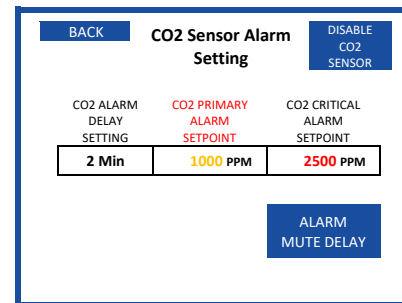 BACK
CO2 Sensor Alarm
Setting
DISABLE
CO2
SENSOR
CO2 ALARM
DELAY
SETTING
CO2 PRIMARY
ALARM
SETPOINT
CO2 CRITICAL
ALARM
SETPOINT
2 Min
1000 PPM
2500 PPM
ALARM
MUTE DELAY